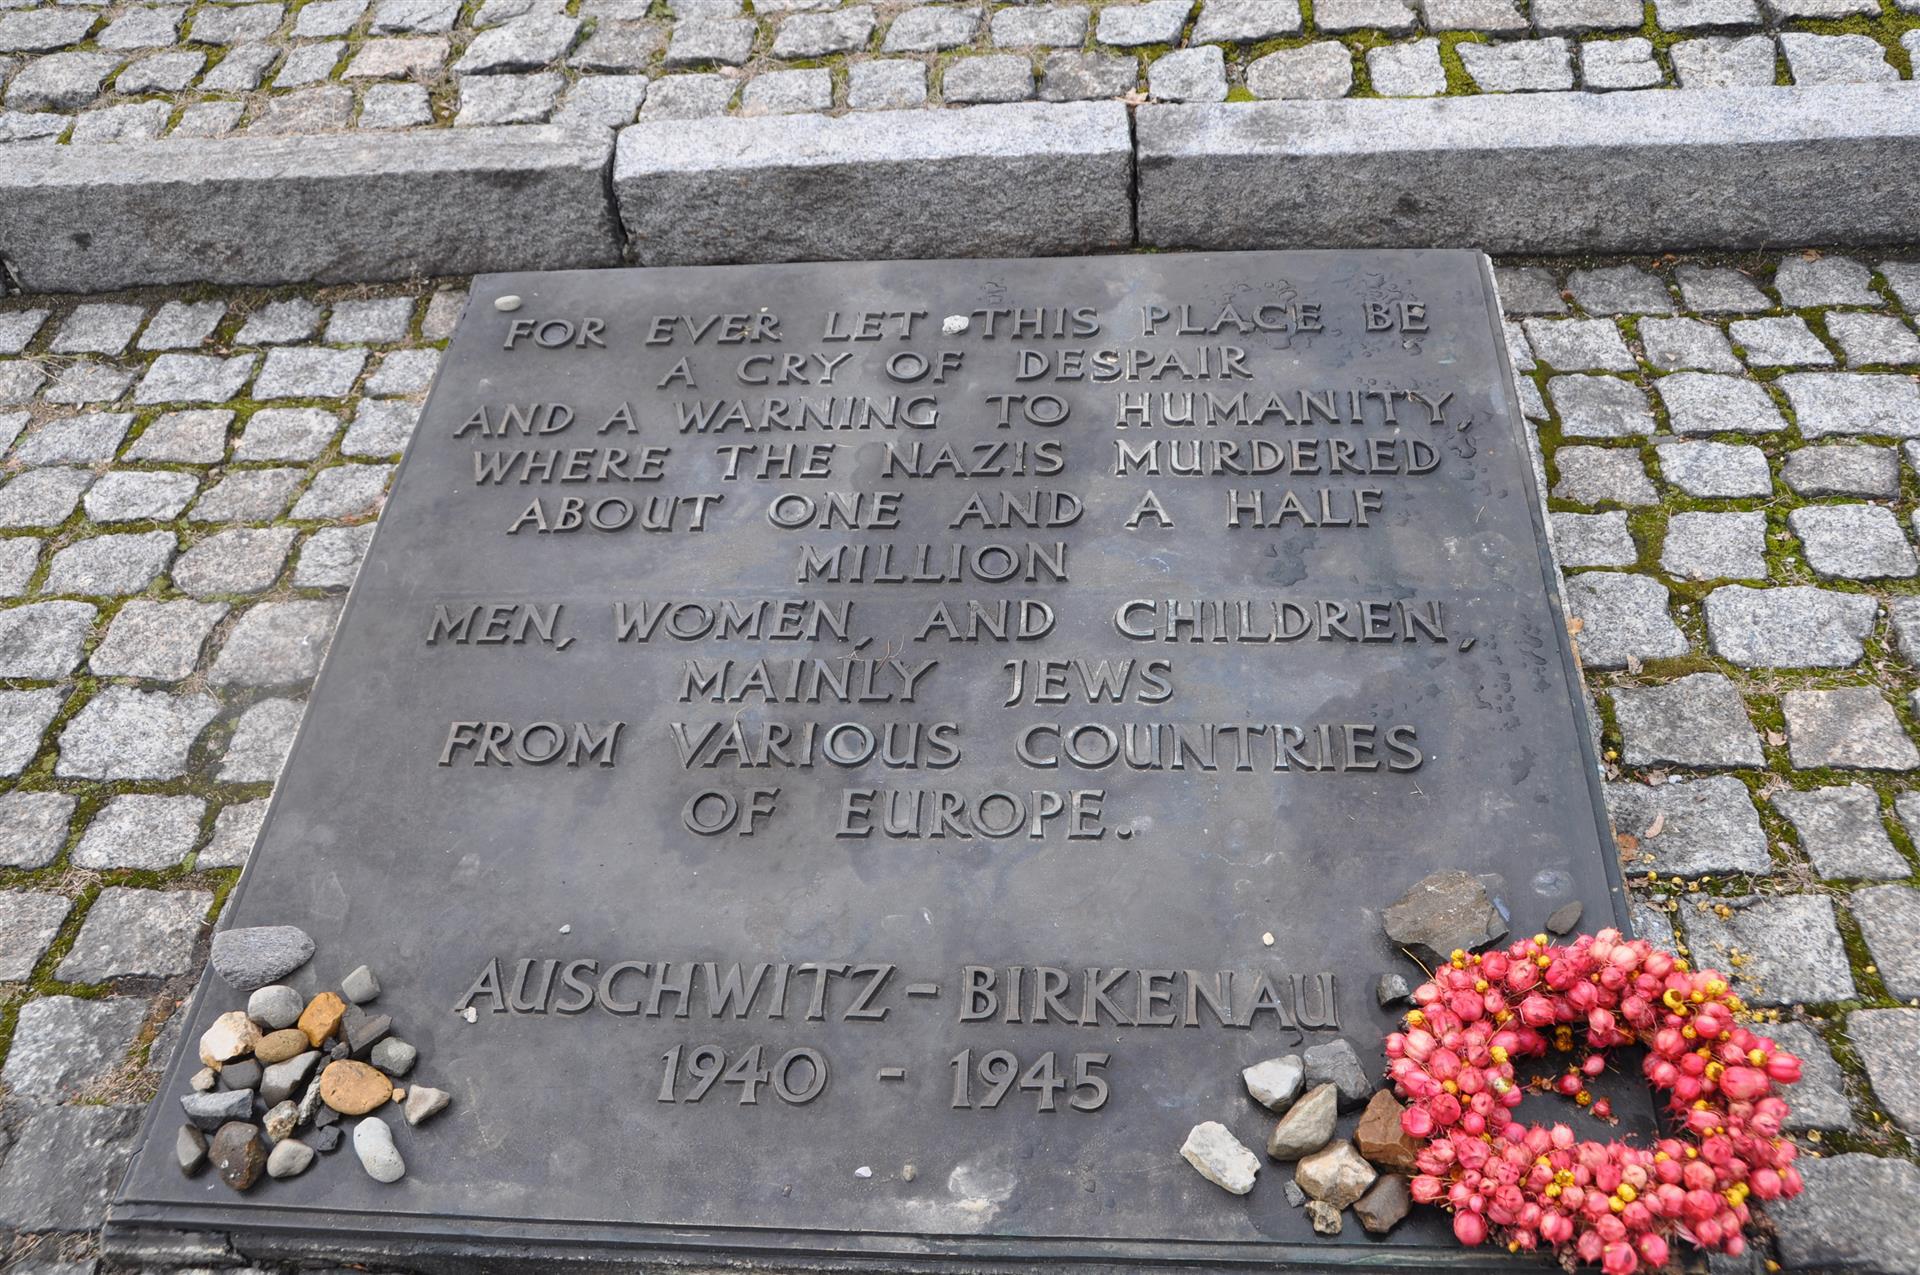 FOR EVER LET THIS PLACE BE
A CRY OF DESPAIR
AND A WARNING TO HUMANITY
WHERE THE NAZIS MURDERED
ABOUT ONE AND A HALF
MILLION
MEN, WOMEN, AND CHILDREN,
MAINLY JEWS
FROM VARIOUS COUNTRIES
OF EUROPE.
AUSCHWITZ - BIRKENAU
1940 - 1945